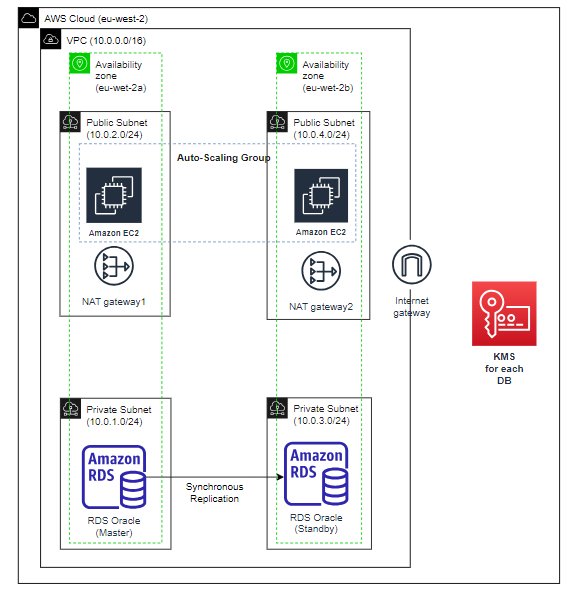 AWS Cloud (eu-west-2)
VPC (10.0.0.0/16)
Availability
zone
(eu-wet-2a)
Availability
zone
(eu-wet-2b)
Public Subnet
(10.0.2.0/24)
Public Subnet
(10.0.4.0/24)
Auto-Scaling Group
Amazon EC2
Amazon EC2
NAT gateway1
NAT gateway2
Internet
gateway
KMS
for each
DB
Private Subnet
(10.0.1.0/24)
Private Subnet
(10.0.3.0/24)
Amazon
RDS
Synchronous
Replication
Amazon
RDS
RDS Oracle
(Master)
RDS Oracle
(Standby)